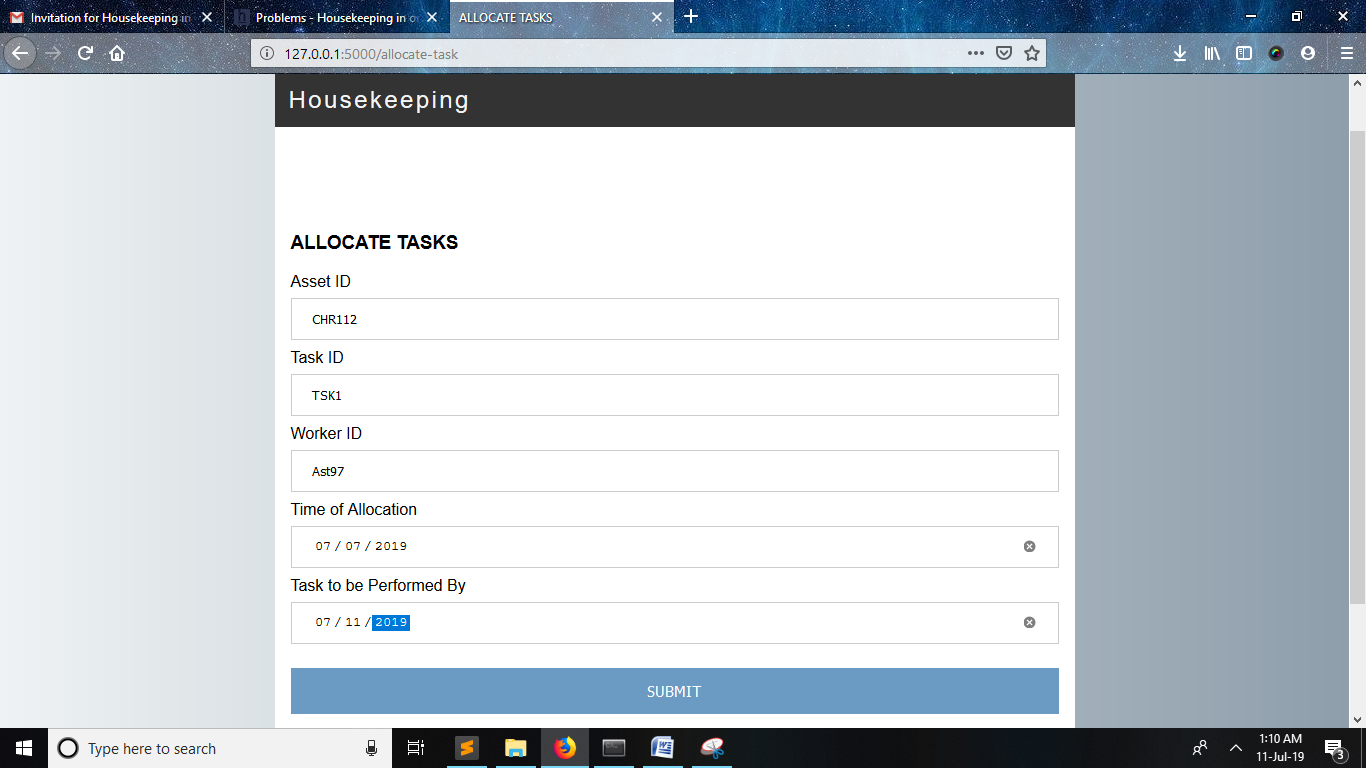 Invitation for Housekeeping in
Problems - Housekeeping in o
ALLOCATE TASKS
127.0.0.1:5000/allocate-task
Housekeeping
ALLOCATE TASKS
Asset ID
CHR112
Task ID
TSK1
Worker ID
Ast97
Time of Allocation
07 / 07 / 2019
Task to be Performed By
07 / 11 / 2019
SUBMIT
Type here to search
1:10 AM
11-Jul-19
3